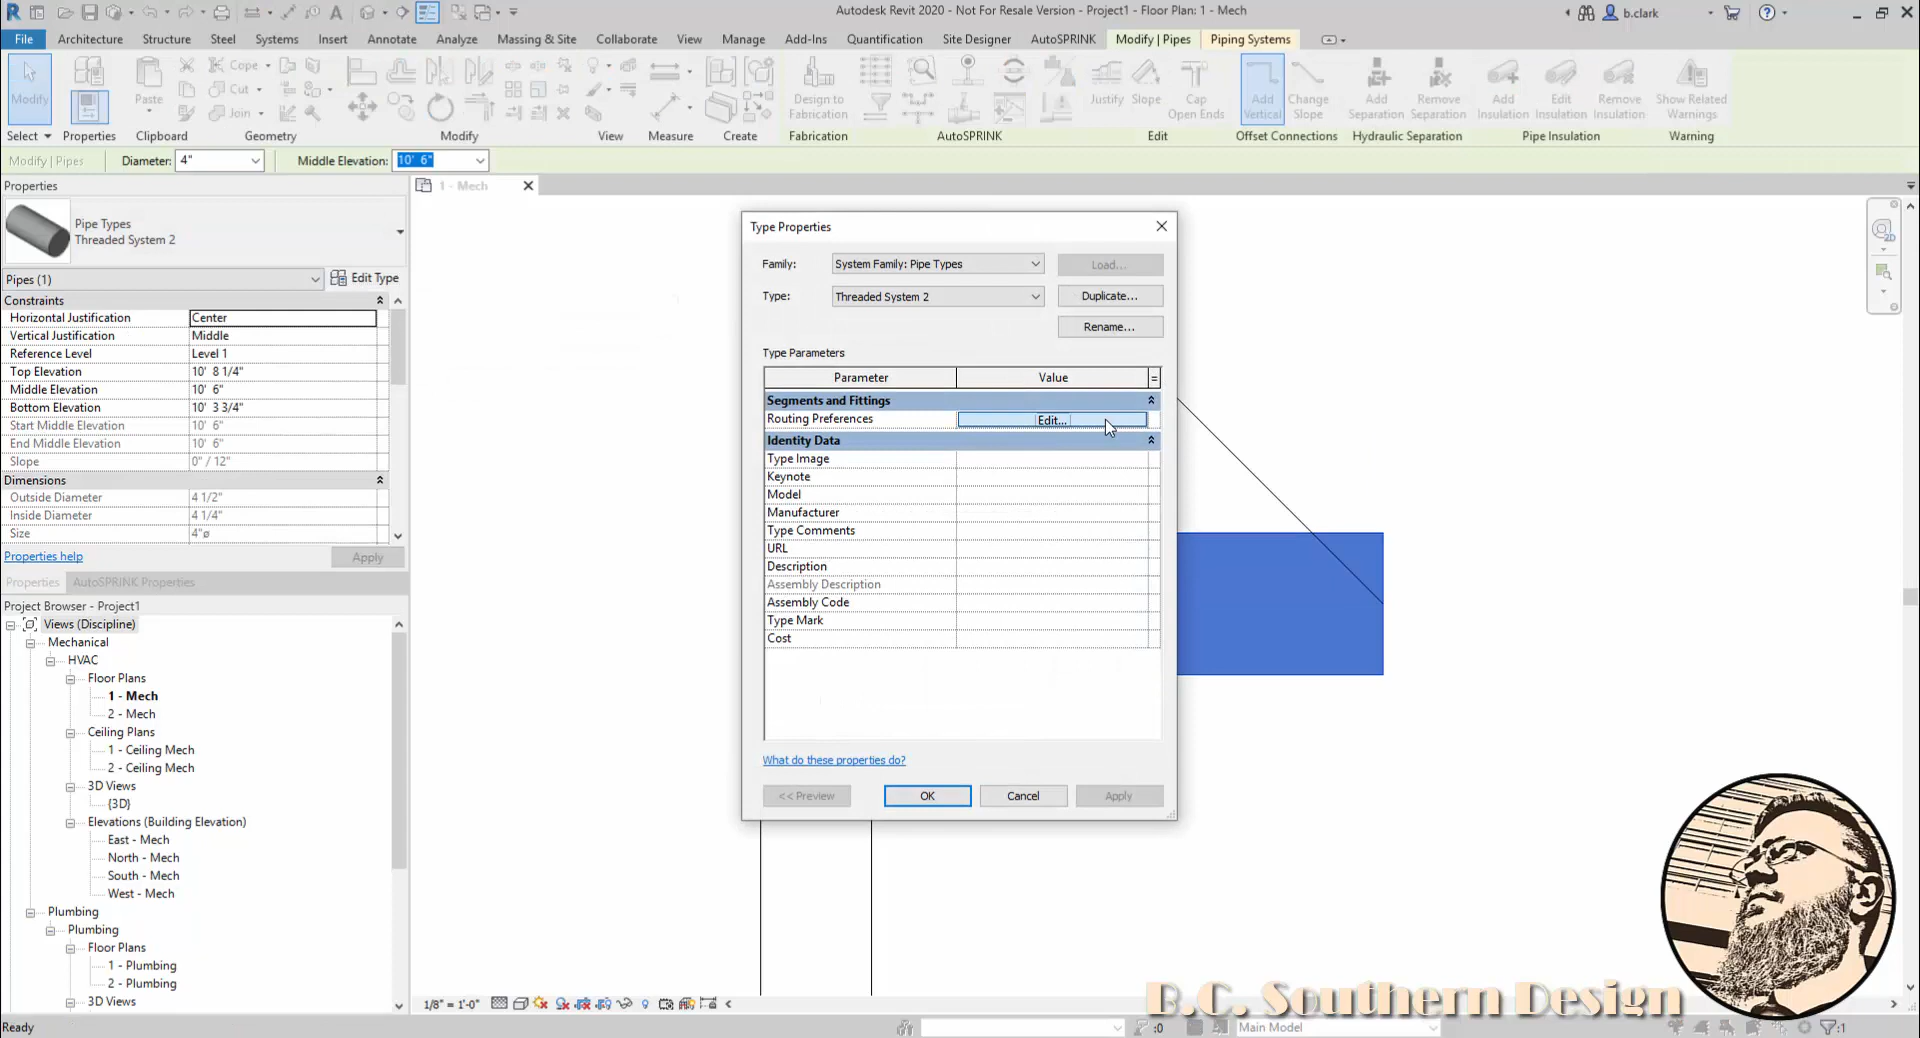 Autodesk Revit 2020 - Not For Resale Version - Project1 - Floor Plan: 1 - Mech
b.clark
File Architecture Structure Steel Systems Insert Annotate Analyze Massing & Site Collaborate View Manage Add-Ins Quantification Site Designer AutoSPRINK Modify | Pipes Piping Systems
Modify
Paste
Cope
Cut
Join
Design to Fabrication
Justify
Slope
Cap Open Ends
Add Vertical
Change Slope
Add Separation
Remove Separation
Add Insulation
Edit Insulation
Remove Insulation
Show Related Warnings
Select Properties Clipboard Geometry Modify View Measure Create Fabrication AutoSPRINK Edit Offset Connections Hydraulic Separation Pipe Insulation Warning
Modify | Pipes Diameter: 4" Middle Elevation: 10' 6"
Properties
1 - Mech
Pipe Types
Threaded System 2
Pipes (1) Edit Type
Constraints
Horizontal Justification Center
Vertical Justification Middle
Reference Level Level 1
Top Elevation 10' 8 1/4"
Middle Elevation 10' 6"
Bottom Elevation 10' 3 3/4"
Start Middle Elevation 10' 6"
End Middle Elevation 10' 6"
Slope 0" / 12"
Dimensions
Outside Diameter 4 1/2"
Inside Diameter 4 1/4"
Size 4"ø
Properties help Apply
Properties AutoSPRINK Properties
Project Browser - Project1
Views (Discipline)
Mechanical
HVAC
Floor Plans
1 - Mech
2 - Mech
Ceiling Plans
1 - Ceiling Mech
2 - Ceiling Mech
3D Views
{3D}
Elevations (Building Elevation)
East - Mech
North - Mech
South - Mech
West - Mech
Plumbing
Plumbing
Floor Plans
1 - Plumbing
2 - Plumbing
3D Views
Type Properties
Family: System Family: Pipe Types Load...
Type: Threaded System 2 Duplicate...
Rename...
Type Parameters
Parameter Value =
Segments and Fittings
Routing Preferences Edit...
Identity Data
Type Image
Keynote
Model
Manufacturer
Type Comments
URL
Description
Assembly Description
Assembly Code
Type Mark
Cost
What do these properties do?
<< Preview OK Cancel Apply
2D
1/8" = 1'-0"
B.C. Southern Design
Ready :0 Main Model :1